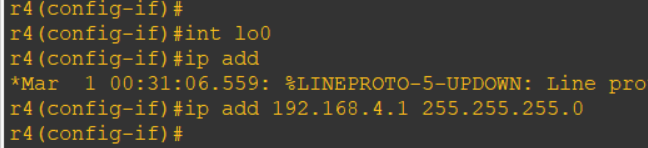 r4(config-if)#
r4(config-if)#int lo0
r4(config-if)#ip add
*Mar  1 00:31:06.559: %LINEPROTO-5-UPDOWN: Line pro
r4(config-if)#ip add 192.168.4.1 255.255.255.0
r4(config-if)#